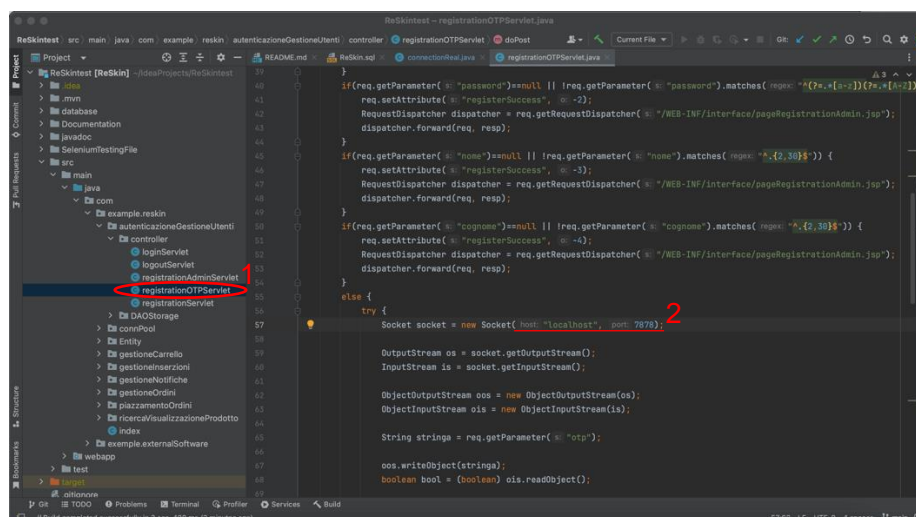 ReSkintest – registrationOTPServlet.java
ReSkintest > src > main > java > com > example > reskin > autenticazioneGestioneUtenti > controller > registrationOTPServlet > doPost
Current File
Git:
Project
README.md
ReSkin.sql
connectionReal.java
registrationOTPServlet.java
ReSkintest [ReSkin] ~/IdeaProjects/ReSkintest
.idea
.mvn
database
Documentation
javadoc
SeleniumTestingFile
src
main
java
com
example.reskin
autenticazioneGestioneUtenti
controller
loginServlet
logoutServlet
registrationAdminServlet
1
registrationOTPServlet
registrationServlet
DAOStorage
connPool
Entity
gestioneCarrello
gestioneInserzioni
gestioneNotifiche
gestioneOrdini
piazzamentoOrdini
ricercaVisualizzazioneProdotto
index
exemple.externalSoftware
webapp
test
target
.gitignore
Project
Commit
Pull Requests
Structure
Bookmarks
39 }
40 if(req.getParameter( s: "password")==null || !req.getParameter( s: "password").matches( regex: "^(?=.*[a-z])(?=.*[A-Z])
41 req.setAttribute( s: "registerSuccess", o: -2);
42 RequestDispatcher dispatcher = req.getRequestDispatcher( s: "/WEB-INF/interface/pageRegistrationAdmin.jsp");
43 dispatcher.forward(req, resp);
44 }
45 if(req.getParameter( s: "nome")==null || !req.getParameter( s: "nome").matches( regex: "^.{2,30}$")) {
46 req.setAttribute( s: "registerSuccess", o: -3);
47 RequestDispatcher dispatcher = req.getRequestDispatcher( s: "/WEB-INF/interface/pageRegistrationAdmin.jsp");
48 dispatcher.forward(req, resp);
49 }
50 if(req.getParameter( s: "cognome")==null || !req.getParameter( s: "cognome").matches( regex: "^.{2,30}$")) {
51 req.setAttribute( s: "registerSuccess", o: -4);
52 RequestDispatcher dispatcher = req.getRequestDispatcher( s: "/WEB-INF/interface/pageRegistrationAdmin.jsp");
53 dispatcher.forward(req, resp);
54 }
55 else {
56 try {
57 Socket socket = new Socket( host: "localhost", port: 7878); 2
58
59 OutputStream os = socket.getOutputStream();
60 InputStream is = socket.getInputStream();
61
62 ObjectOutputStream oos = new ObjectOutputStream(os);
63 ObjectInputStream ois = new ObjectInputStream(is);
64
65 String stringa = req.getParameter( s: "otp");
66
67 oos.writeObject(stringa);
68 boolean bool = (boolean) ois.readObject();
69
3
Git TODO Problems Terminal Profiler Services Build